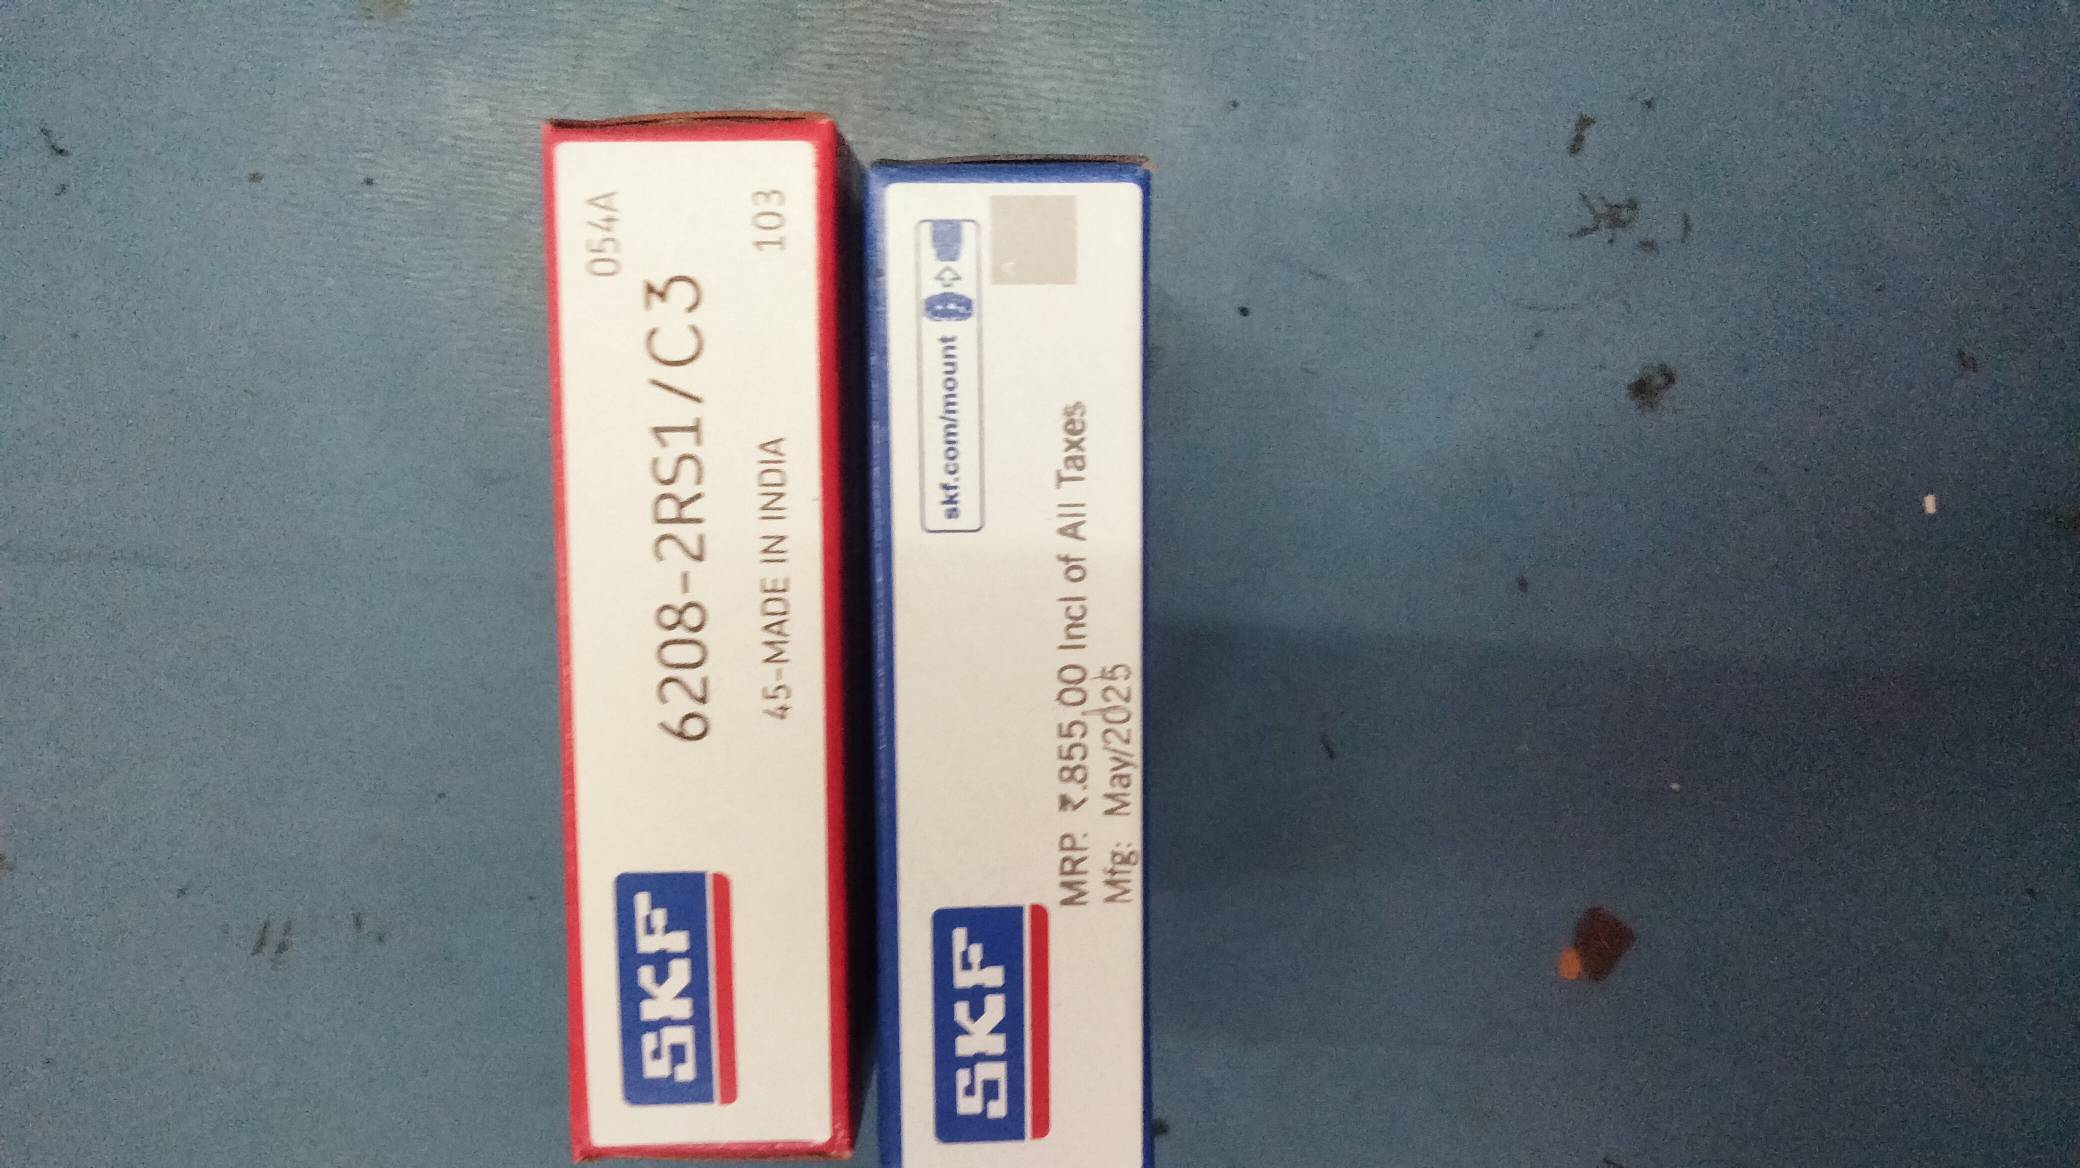 SKF
6208-2RS1/C3
054A
45-MADE IN INDIA
103
SKF
skf.com/mount
MRP. ₹.855.00 Incl of All Taxes
Mfg: May/2025